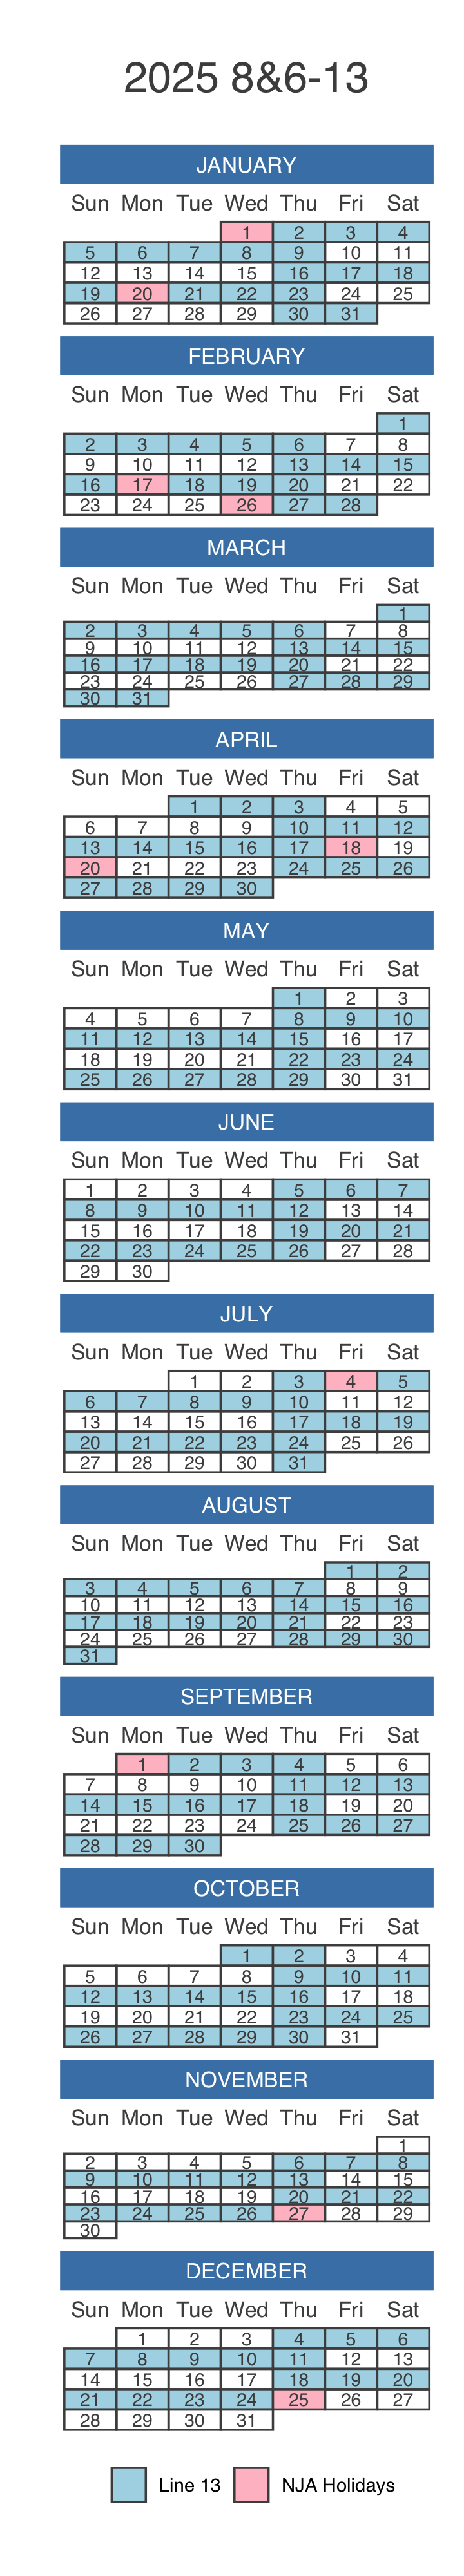 2025 8&6-13
JANUARY
Sun Mon Tue Wed Thu Fri Sat
1 2 3 4
5 6 7 8 9 10 11
12 13 14 15 16 17 18
19 20 21 22 23 24 25
26 27 28 29 30 31
FEBRUARY
Sun Mon Tue Wed Thu Fri Sat
1
2 3 4 5 6 7 8
9 10 11 12 13 14 15
16 17 18 19 20 21 22
23 24 25 26 27 28
MARCH
Sun Mon Tue Wed Thu Fri Sat
1
2 3 4 5 6 7 8
9 10 11 12 13 14 15
16 17 18 19 20 21 22
23 24 25 26 27 28 29
30 31
APRIL
Sun Mon Tue Wed Thu Fri Sat
1 2 3 4 5
6 7 8 9 10 11 12
13 14 15 16 17 18 19
20 21 22 23 24 25 26
27 28 29 30
MAY
Sun Mon Tue Wed Thu Fri Sat
1 2 3
4 5 6 7 8 9 10
11 12 13 14 15 16 17
18 19 20 21 22 23 24
25 26 27 28 29 30 31
JUNE
Sun Mon Tue Wed Thu Fri Sat
1 2 3 4 5 6 7
8 9 10 11 12 13 14
15 16 17 18 19 20 21
22 23 24 25 26 27 28
29 30
JULY
Sun Mon Tue Wed Thu Fri Sat
1 2 3 4 5
6 7 8 9 10 11 12
13 14 15 16 17 18 19
20 21 22 23 24 25 26
27 28 29 30 31
AUGUST
Sun Mon Tue Wed Thu Fri Sat
1 2
3 4 5 6 7 8 9
10 11 12 13 14 15 16
17 18 19 20 21 22 23
24 25 26 27 28 29 30
31
SEPTEMBER
Sun Mon Tue Wed Thu Fri Sat
1 2 3 4 5 6
7 8 9 10 11 12 13
14 15 16 17 18 19 20
21 22 23 24 25 26 27
28 29 30
OCTOBER
Sun Mon Tue Wed Thu Fri Sat
1 2 3 4
5 6 7 8 9 10 11
12 13 14 15 16 17 18
19 20 21 22 23 24 25
26 27 28 29 30 31
NOVEMBER
Sun Mon Tue Wed Thu Fri Sat
1
2 3 4 5 6 7 8
9 10 11 12 13 14 15
16 17 18 19 20 21 22
23 24 25 26 27 28 29
30
DECEMBER
Sun Mon Tue Wed Thu Fri Sat
1 2 3 4 5 6
7 8 9 10 11 12 13
14 15 16 17 18 19 20
21 22 23 24 25 26 27
28 29 30 31
Line 13 NJA Holidays